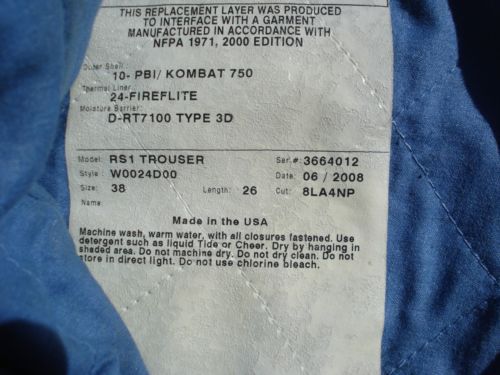 THIS REPLACEMENT LAYER WAS PRODUCED
TO INTERFACE WITH A GARMENT
MANUFACTURED IN ACCORDANCE WITH
NFPA 1971, 2000 EDITION
Outer Shell:
10- PBI/ KOMBAT 750
Thermal Liner:
24-FIREFLITE
Moisture Barrier:
D-RT7100 TYPE 3D
Model: RS1 TROUSER Ser.#: 3664012
Style: W0024D00 Date: 06 / 2008
Size: 38 Length: 26 Cut: 8LA4NP
Name:
Made in the USA
Machine wash, warm water, with all closures fastened. Use
detergent such as liquid Tide or Cheer. Dry by hanging in
shaded area. Do not machine dry. Do not dry clean. Do not
store in direct light. Do not use chlorine bleach.